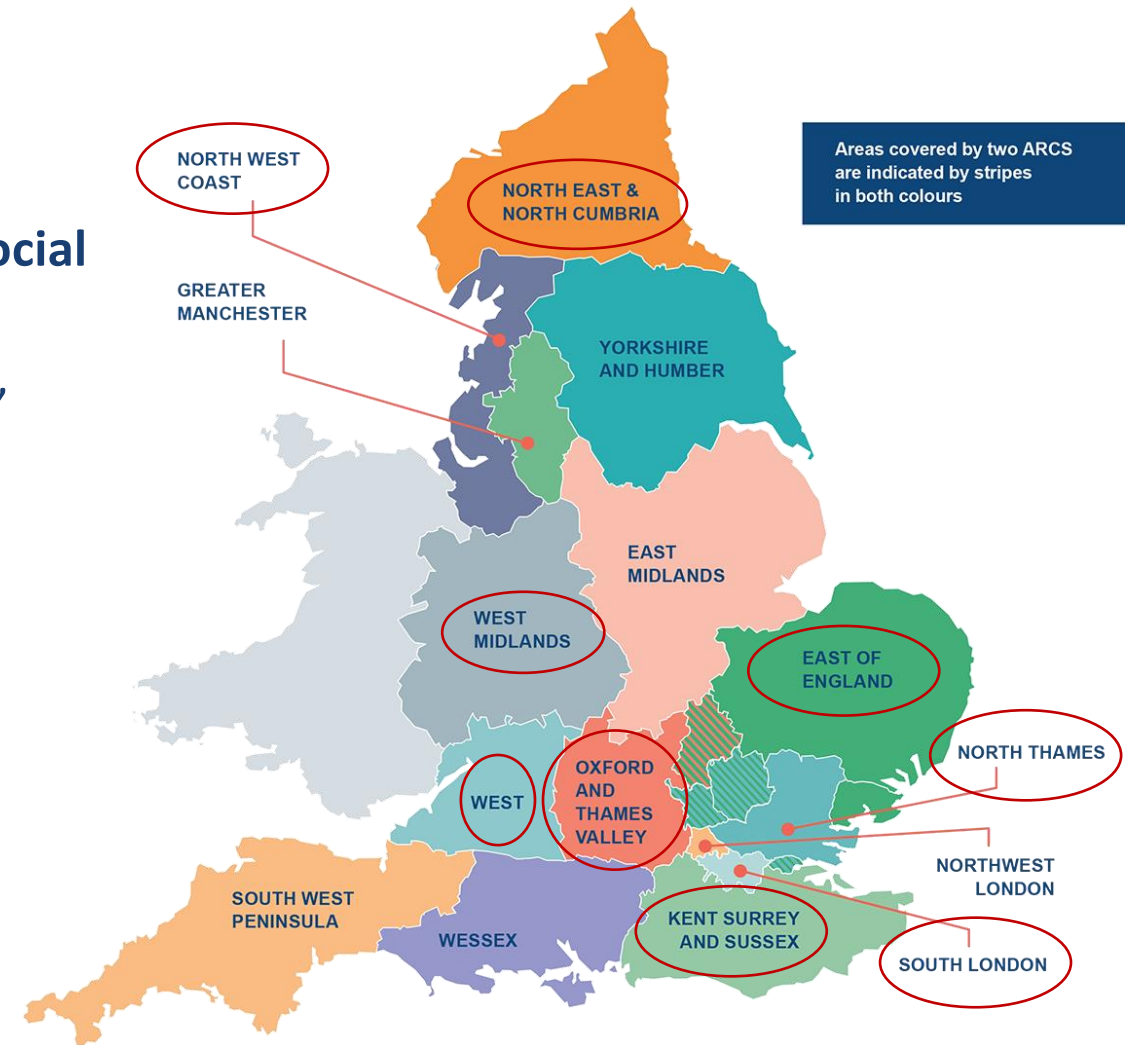 NORTH WEST
COAST
NORTH EAST &
NORTH CUMBRIA
Areas covered by two ARCS
are indicated by stripes
in both colours
ocial
GREATER
MANCHESTER
,
YORKSHIRE
AND HUMBER
EAST
MIDLANDS
WEST
MIDLANDS
EAST OF
ENGLAND
NORTH THAMES
OXFORD
AND
THAMES
VALLEY
WEST
NORTHWEST
LONDON
SOUTH WEST
PENINSULA
WESSEX
KENT SURREY
AND SUSSEX
SOUTH LONDON